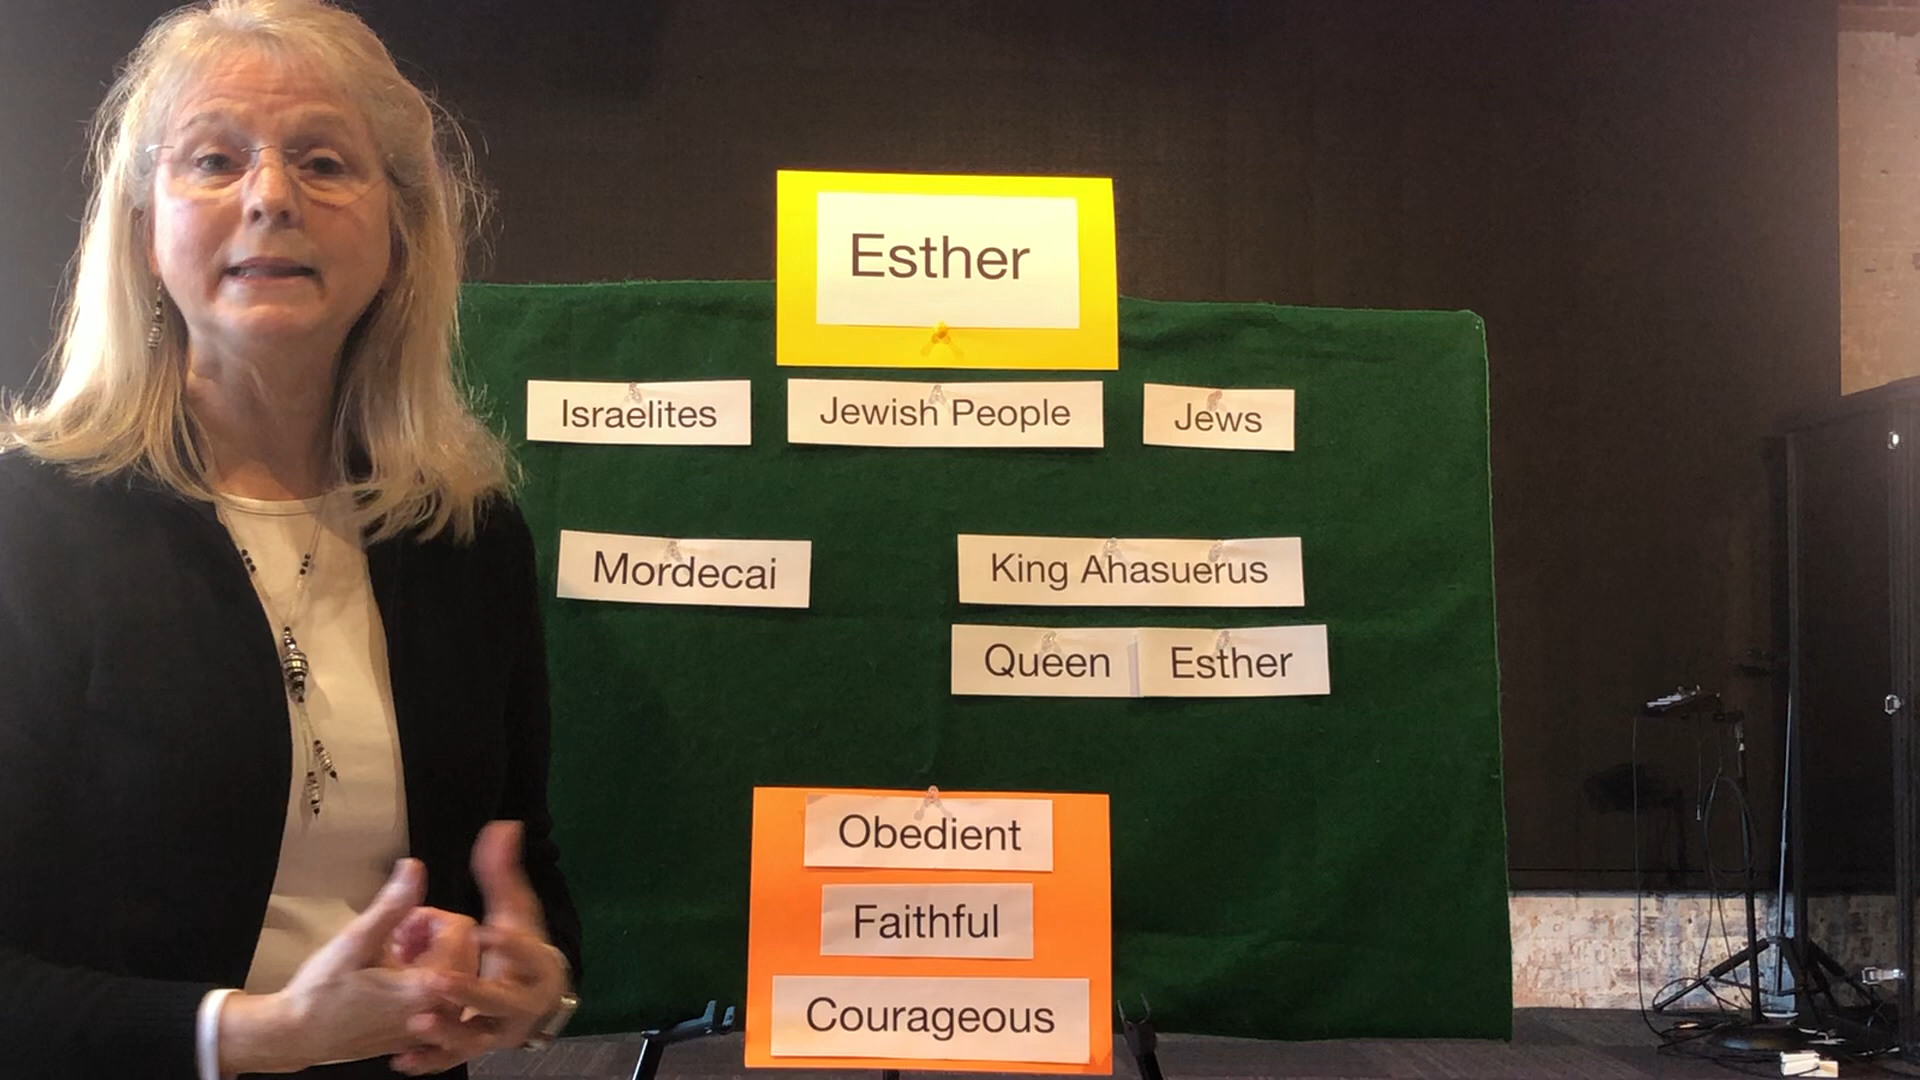 Esther
Israelites
Jewish People
Jews
Mordecai
King Ahasuerus
Queen Esther
Obedient
Faithful
Courageous